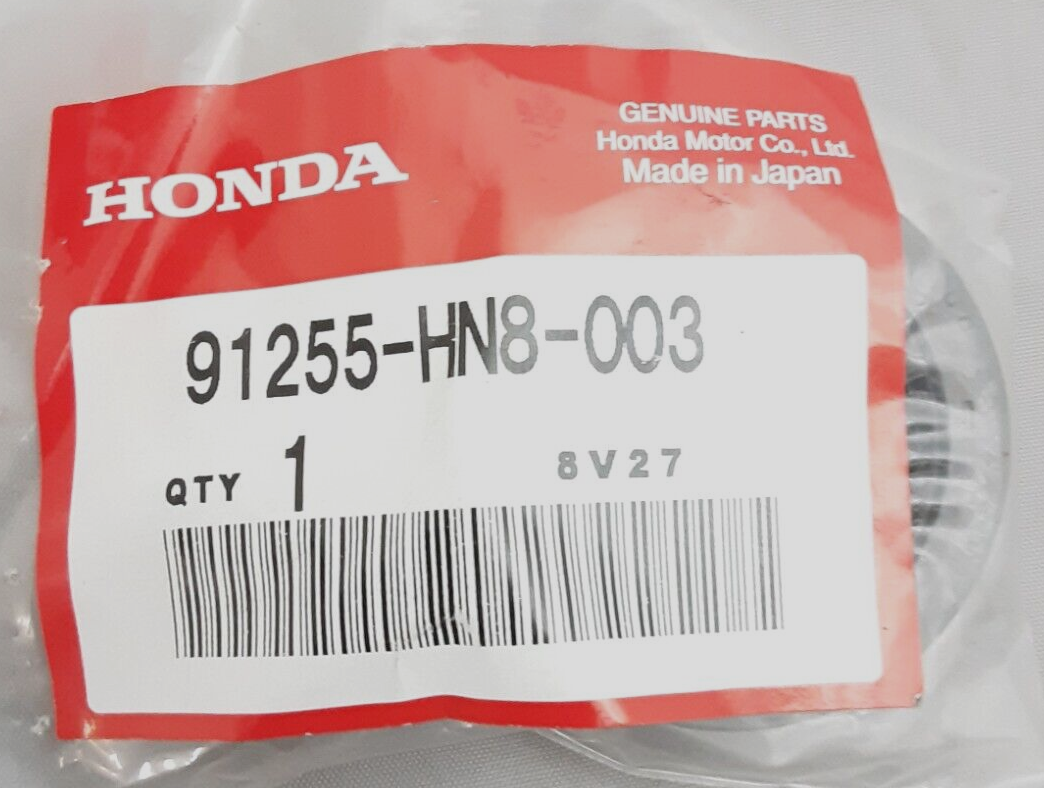 HONDA
GENUINE PARTS
Honda Motor Co., Ltd.
Made in Japan
91255-HN8-003
QTY 1
8V27